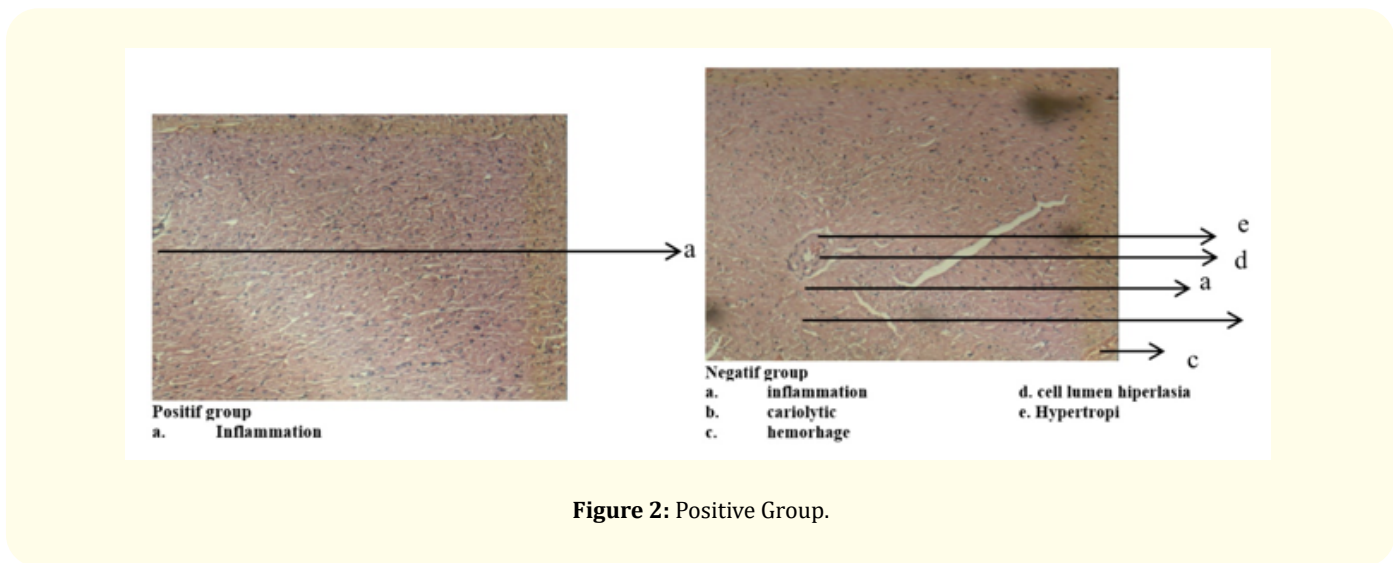 a
e
d
a
c
Positif group
a. Inflammation
Negatif group
a. inflammation
b. cariolytic
c. hemorhage
d. cell lumen hiperlasia
e. Hypertropi
Figure 2: Positive Group.